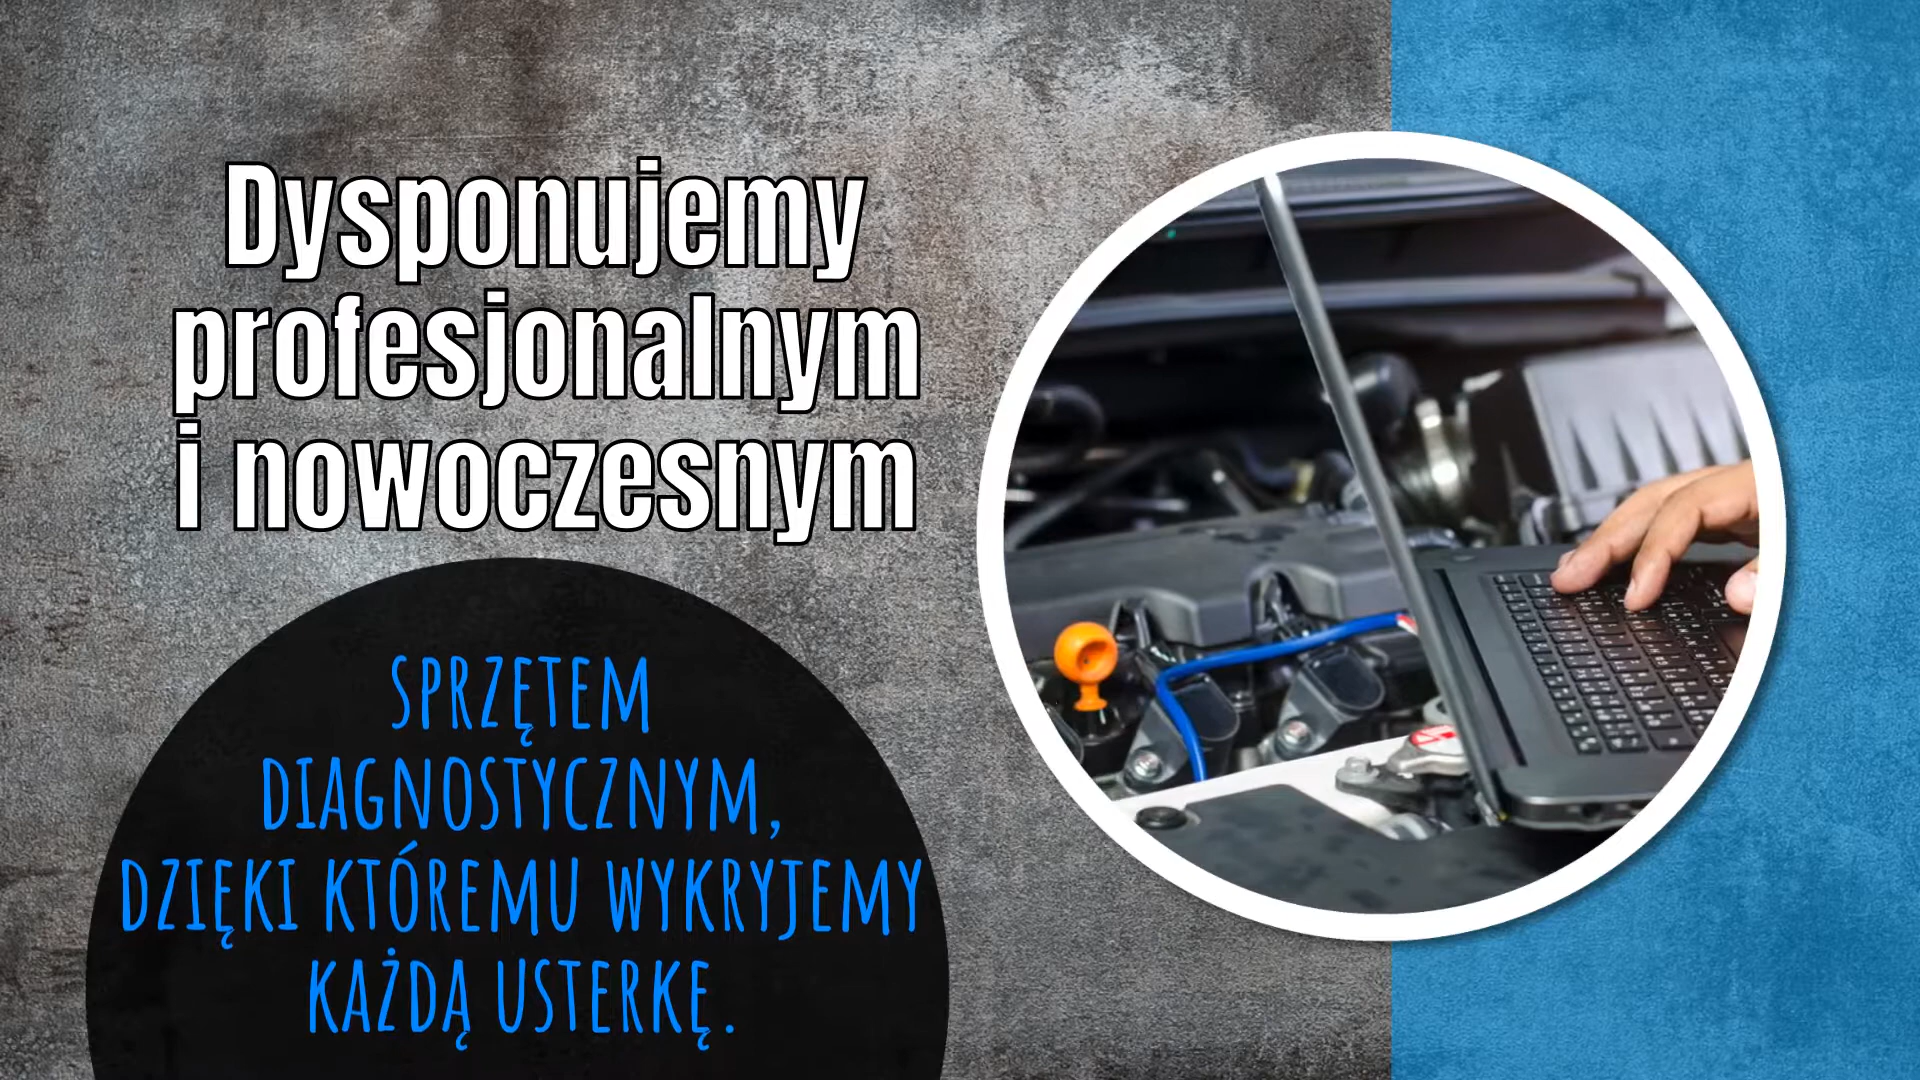 Dysponujemy
profesjonalnym
i nowoczesnym
SPRZĘTEM
DIAGNOSTYCZNYM,
DZIĘKI KTÓREMU WYKRYJEMY
KAŻDĄ USTERKĘ.